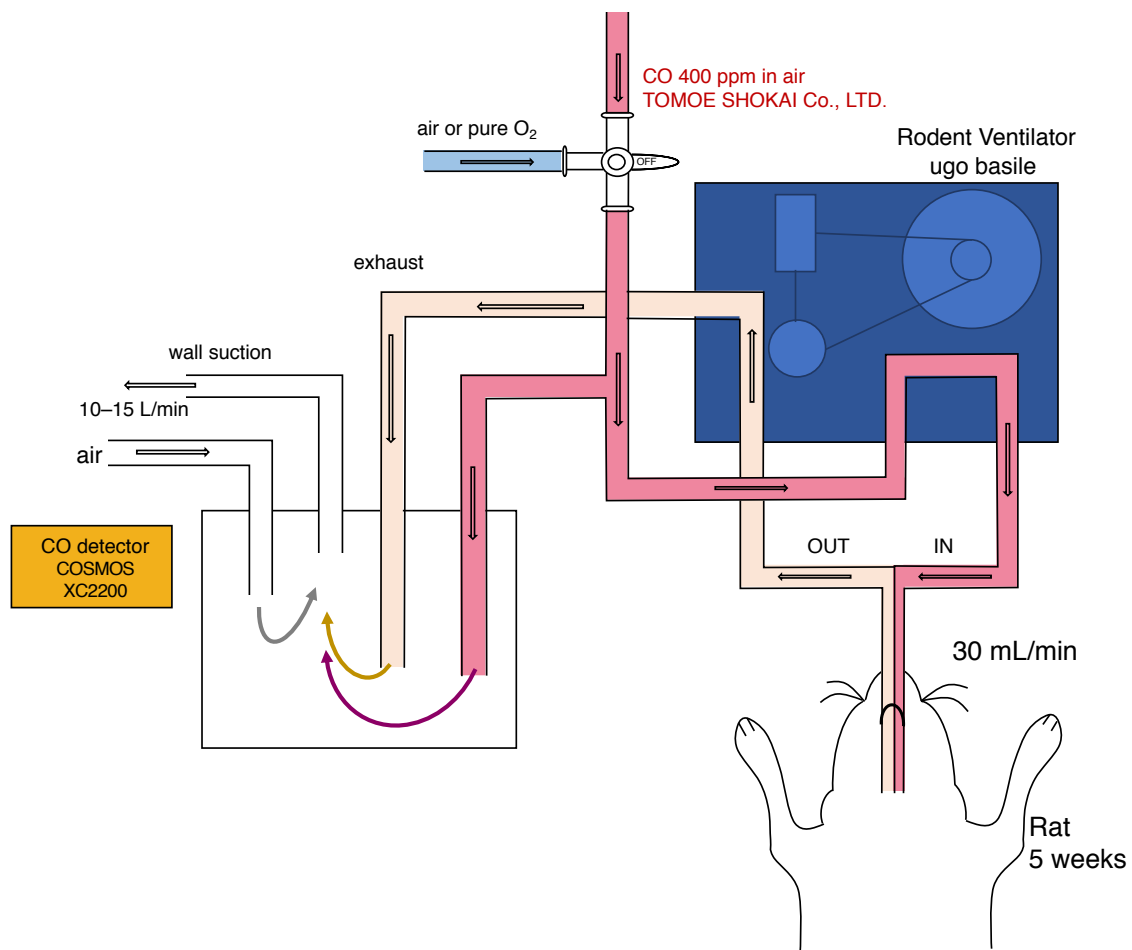 CO 400 ppm in air
TOMOE SHOKAI Co., LTD.
air or pure O₂
OFF
Rodent Ventilator
ugo basile
exhaust
wall suction
10–15 L/min
air
CO detector
COSMOS
XC2200
OUT
IN
30 mL/min
Rat
5 weeks